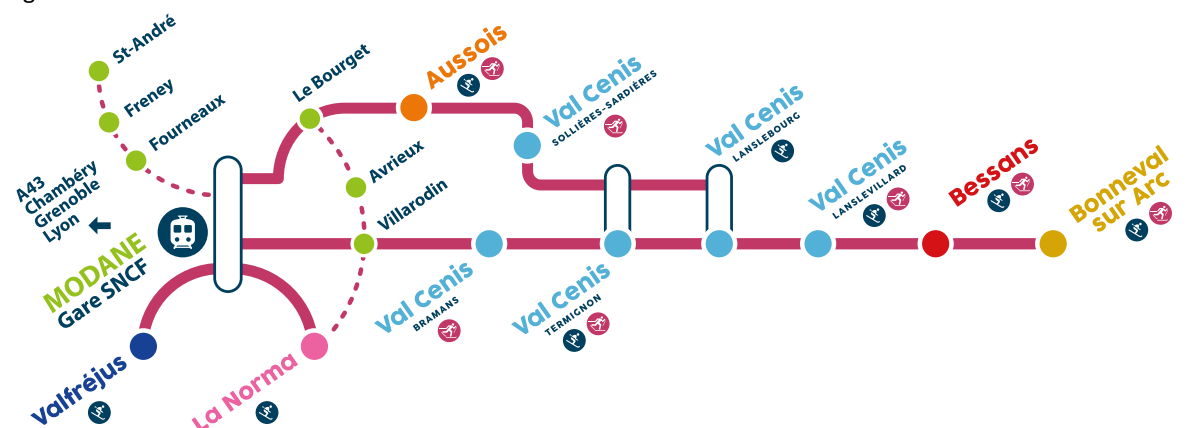 St-André
Freney
Fourneaux
A43
Chambéry
Grenoble
Lyon
MODANE
Gare SNCF
Valfréjus
La Norma
Le Bourget
Avrieux
Villarodin
Aussois
Val Cenis
SOLLIÈRES-SARDIÈRES
Val Cenis
LANSLEBOURG
Val Cenis
BRAMANS
Val Cenis
TERMIGNON
Val Cenis
LANSLEVILLARD
Bessans
Bonneval
sur Arc